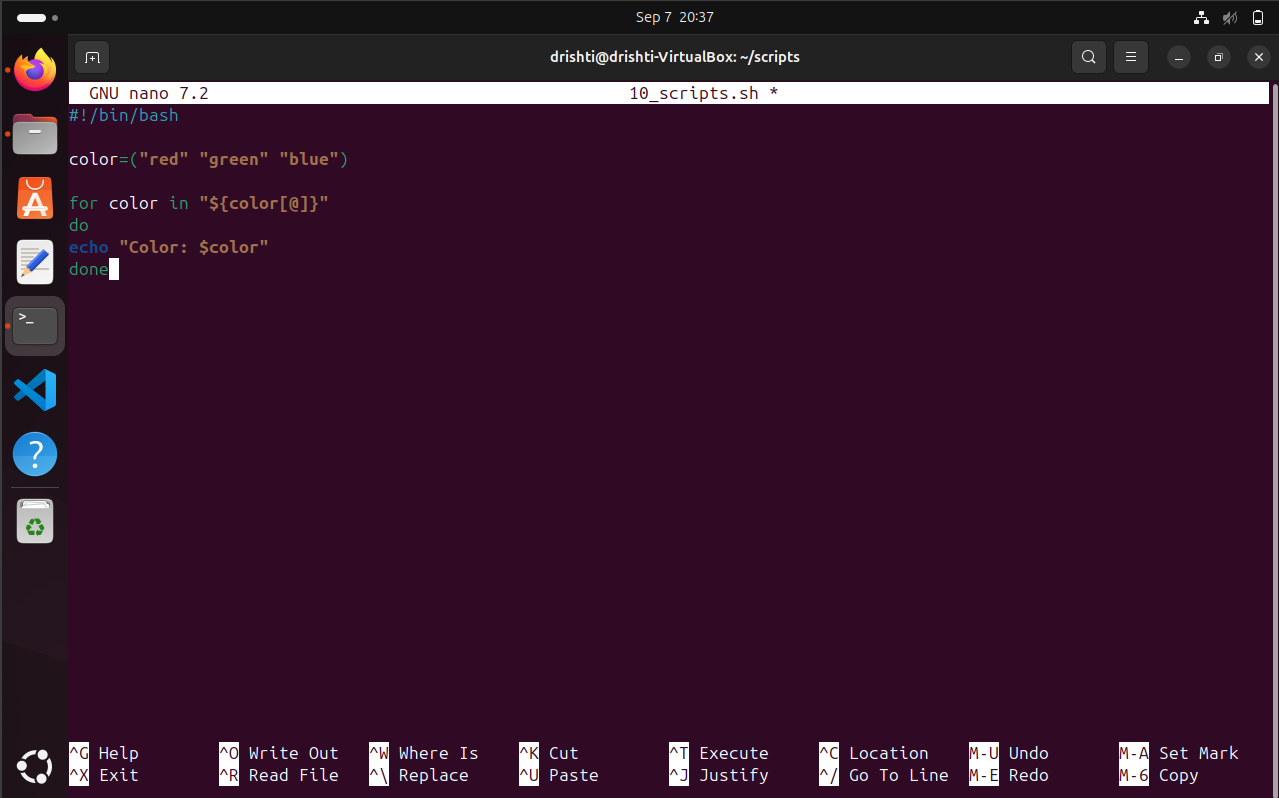 Sep 7 20:37
drishti@drishti-VirtualBox: ~/scripts
GNU nano 7.2 10_scripts.sh *
#!/bin/bash
color=("red" "green" "blue")
for color in "${color[@]}"
do
echo "Color: $color"
done
^G Help ^O Write Out ^W Where Is ^K Cut ^T Execute ^C Location M-U Undo M-A Set Mark
^X Exit ^R Read File ^\ Replace ^U Paste ^J Justify ^/ Go To Line M-E Redo M-6 Copy